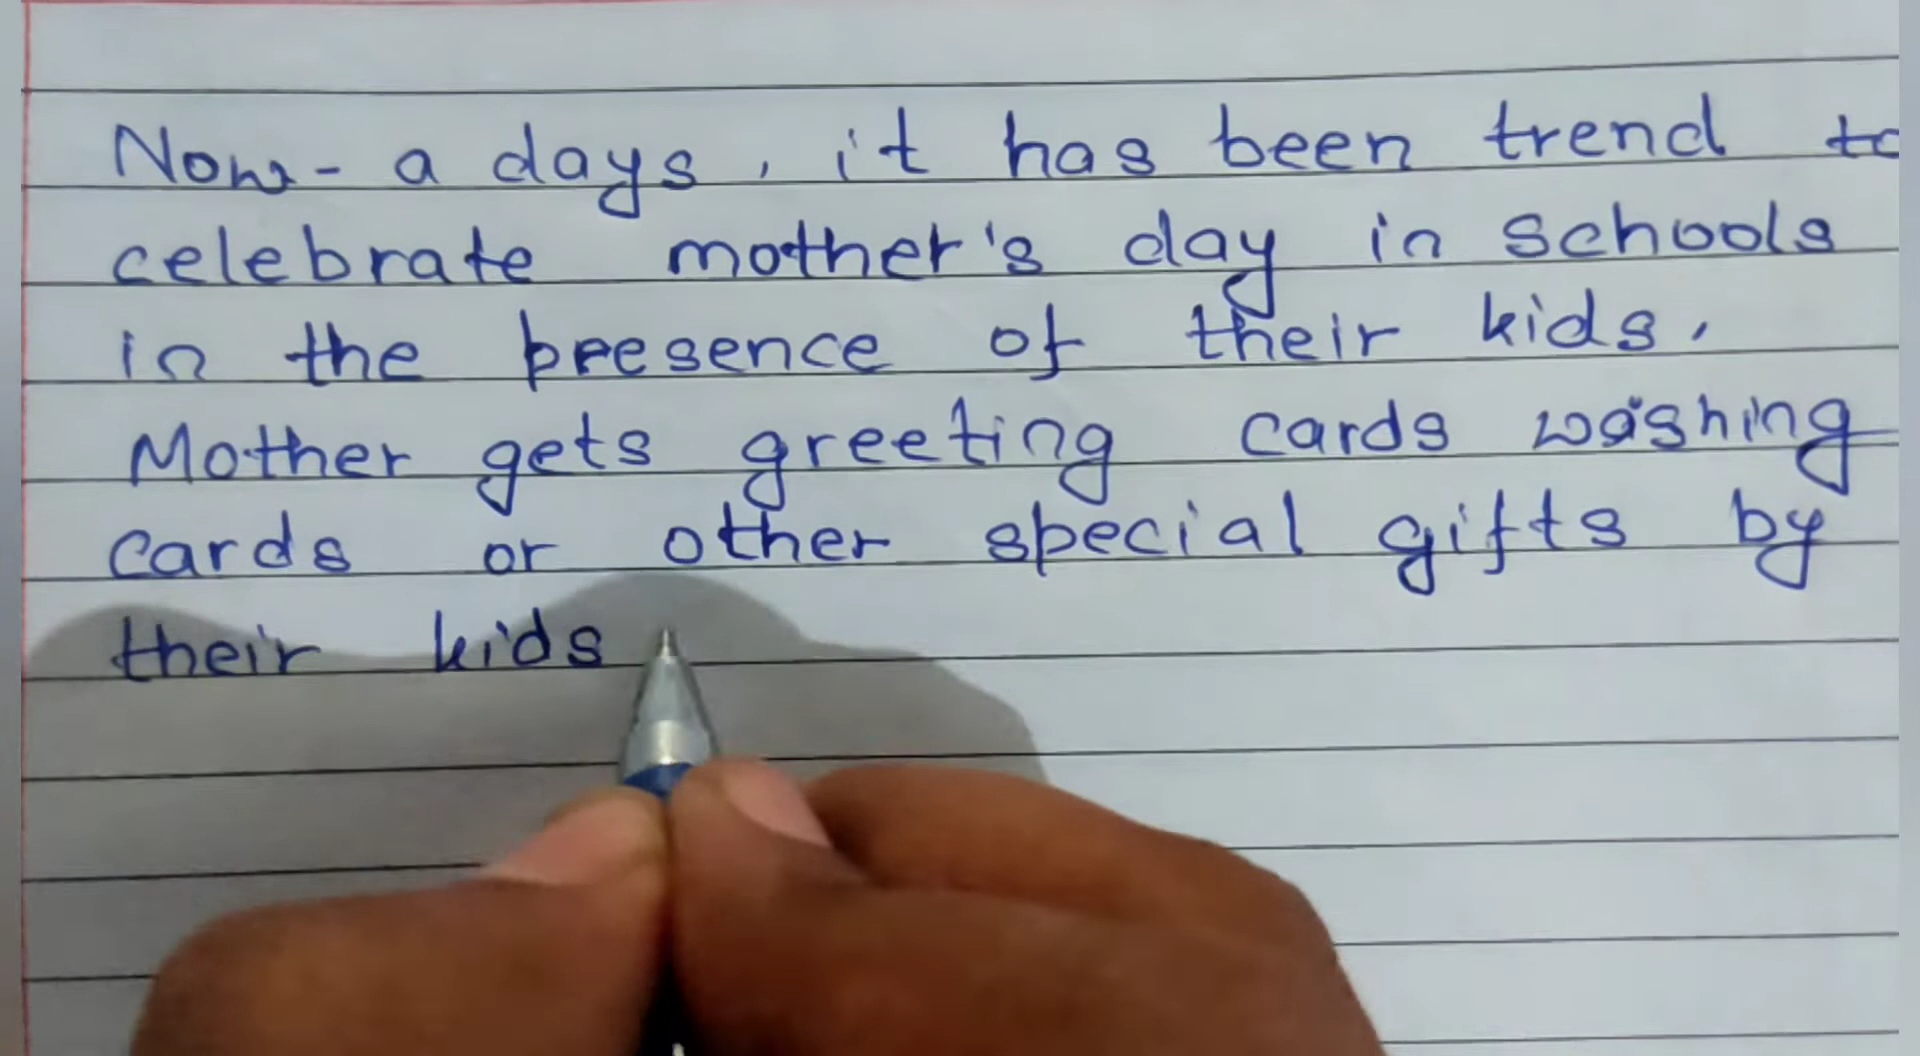 Now- a days, it has been trend to
celebrate mother's day in schools
in the presence of their kids,
Mother gets greeting cards washing
cards or other special gifts by
their kids